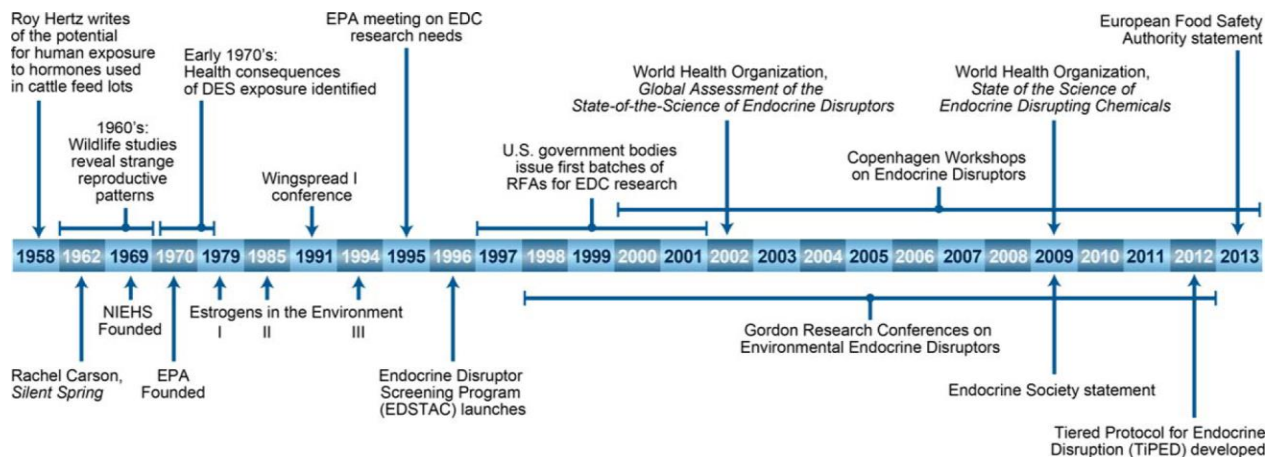 Roy Hertz writes
of the potential
for human exposure
to hormones used
in cattle feed lots
Early 1970's:
Health consequences
of DES exposure identified
1960's:
Wildlife studies
reveal strange
reproductive
patterns
Wingspread I
conference
EPA meeting on EDC
research needs
U.S. government bodies
issue first batches of
RFAs for EDC research
World Health Organization,
Global Assessment of the
State-of-the-Science of Endocrine Disruptors
Copenhagen Workshops
on Endocrine Disruptors
World Health Organization,
State of the Science of
Endocrine Disrupting Chemicals
European Food Safety
Authority statement
1958 1962 1969 1970 1979 1985 1991 1994 1995 1996 1997 1998 1999 2000 2001 2002 2003 2004 2005 2006 2007 2008 2009 2010 2011 2012 2013
Rachel Carson,
Silent Spring
NIEHS
Founded
EPA
Founded
Estrogens in the Environment
I II III
Endocrine Disruptor
Screening Program
(EDSTAC) launches
Gordon Research Conferences on
Environmental Endocrine Disruptors
Endocrine Society statement
Tiered Protocol for Endocrine
Disruption (TiPED) developed